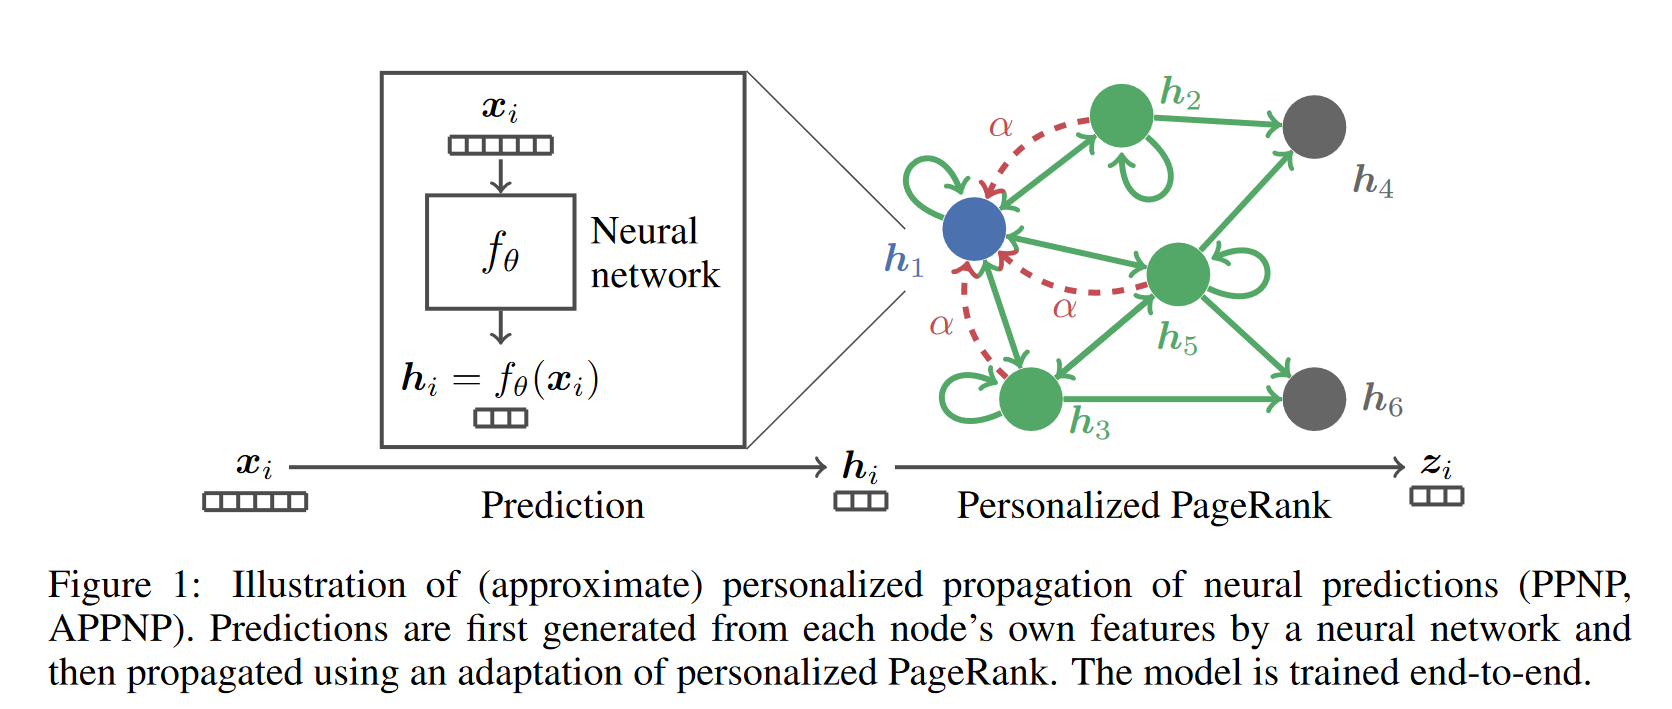 x_i
f_θ
Neural
network
h_i = f_θ(x_i)
α
α
α
h_1
h_2
h_3
h_4
h_5
h_6
x_i
Prediction
h_i
Personalized PageRank
z_i
Figure 1: Illustration of (approximate) personalized propagation of neural predictions (PPNP,
APPNP). Predictions are first generated from each node’s own features by a neural network and
then propagated using an adaptation of personalized PageRank. The model is trained end-to-end.